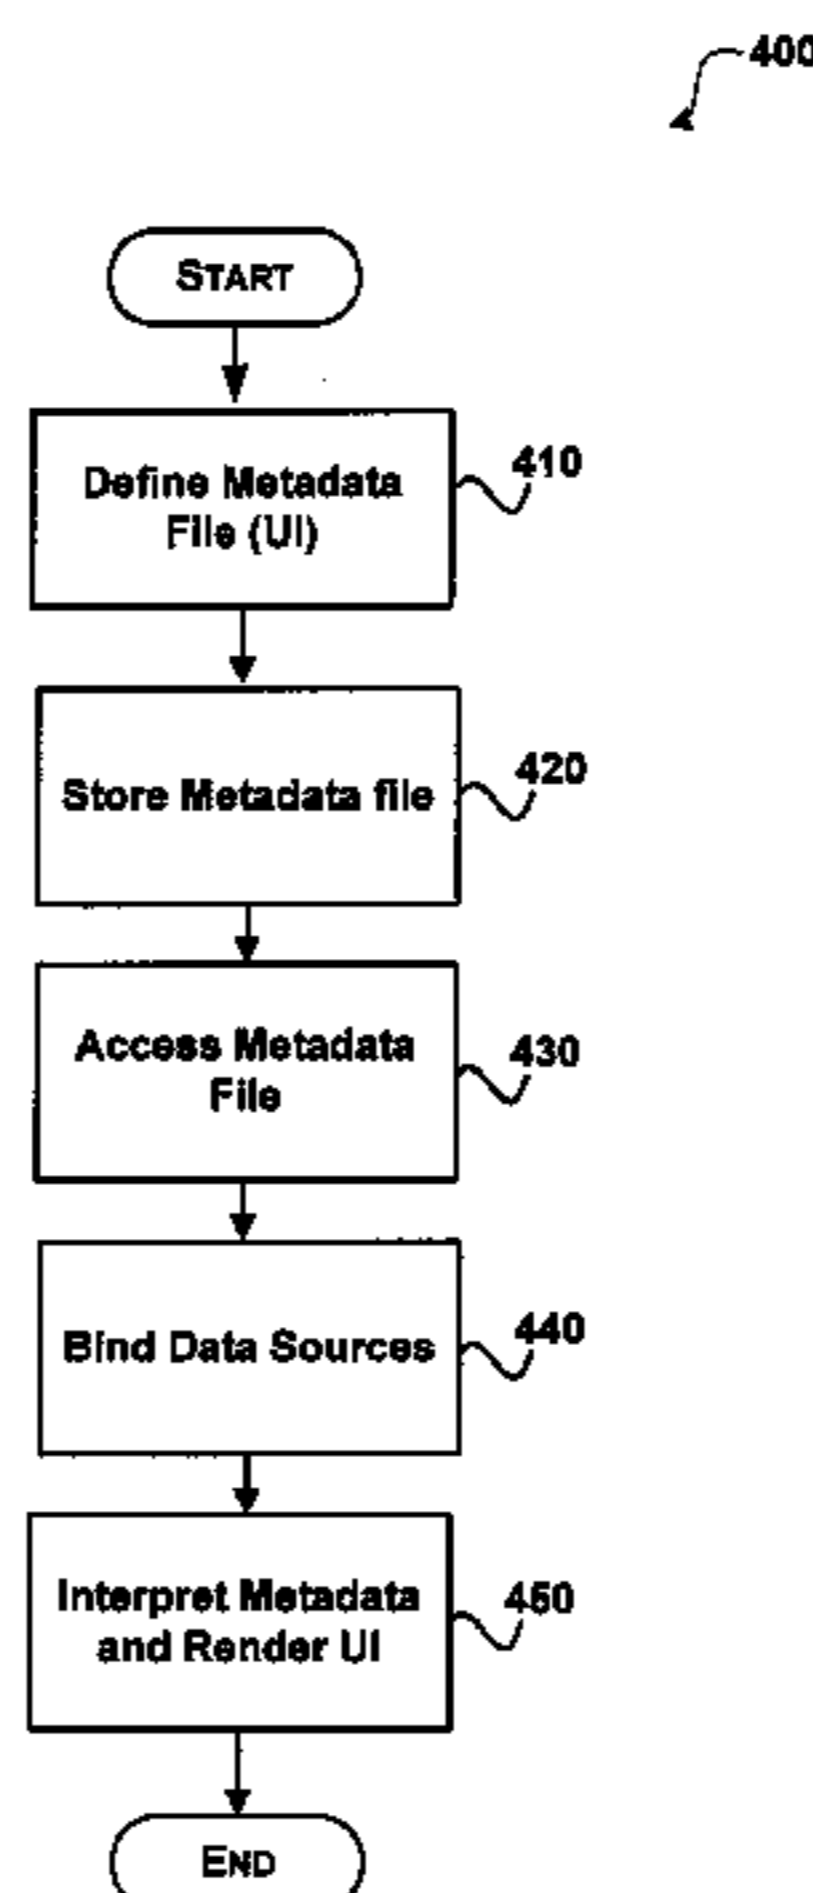 400
START
Define Metadata
File (UI)
410
Store Metadata file
420
Access Metadata
File
430
Bind Data Sources
440
Interpret Metadata
and Render UI
450
END